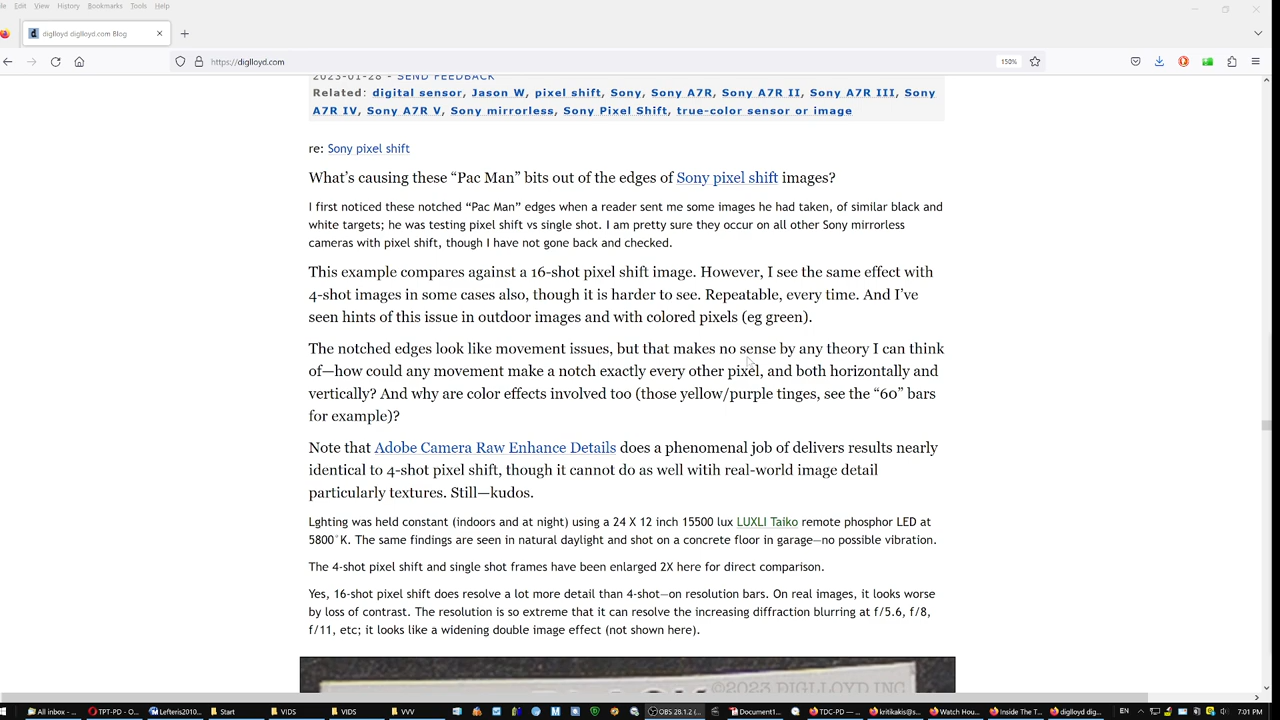 File Edit View History Bookmarks Tools Help
diglloyd diglloyd.com Blog
https://diglloyd.com
150%
2023-01-28 - SEND FEEDBACK
Related: digital sensor, Jason W, pixel shift, Sony, Sony A7R, Sony A7R II, Sony A7R III, Sony
A7R IV, Sony A7R V, Sony mirrorless, Sony Pixel Shift, true-color sensor or image
re: Sony pixel shift
What's causing these “Pac Man” bits out of the edges of Sony pixel shift images?
I first noticed these notched “Pac Man” edges when a reader sent me some images he had taken, of similar black and
white targets; he was testing pixel shift vs single shot. I am pretty sure they occur on all other Sony mirrorless
cameras with pixel shift, though I have not gone back and checked.
This example compares against a 16-shot pixel shift image. However, I see the same effect with
4-shot images in some cases also, though it is harder to see. Repeatable, every time. And I've
seen hints of this issue in outdoor images and with colored pixels (eg green).
The notched edges look like movement issues, but that makes no sense by any theory I can think
of—how could any movement make a notch exactly every other pixel, and both horizontally and
vertically? And why are color effects involved too (those yellow/purple tinges, see the “60” bars
for example)?
Note that Adobe Camera Raw Enhance Details does a phenomenal job of delivers results nearly
identical to 4-shot pixel shift, though it cannot do as well witih real-world image detail
particularly textures. Still—kudos.
Lghting was held constant (indoors and at night) using a 24 X 12 inch 15500 lux LUXLI Taiko remote phosphor LED at
5800°K. The same findings are seen in natural daylight and shot on a concrete floor in garage—no possible vibration.
The 4-shot pixel shift and single shot frames have been enlarged 2X here for direct comparison.
Yes, 16-shot pixel shift does resolve a lot more detail than 4-shot—on resolution bars. On real images, it looks worse
by loss of contrast. The resolution is so extreme that it can resolve the increasing diffraction blurring at f/5.6, f/8,
f/11, etc; it looks like a widening double image effect (not shown here).
©2023 DIGLLOYD INC
All inbox - ... TPT-PD - O... Lefteris2010... Start VIDS VIDS VVV OBS 28.1.2 (... Document1... TDC-PD — ... kritikakis@s... Watch Hou... Inside The T... diglloyd dig... EN 7:01 PM